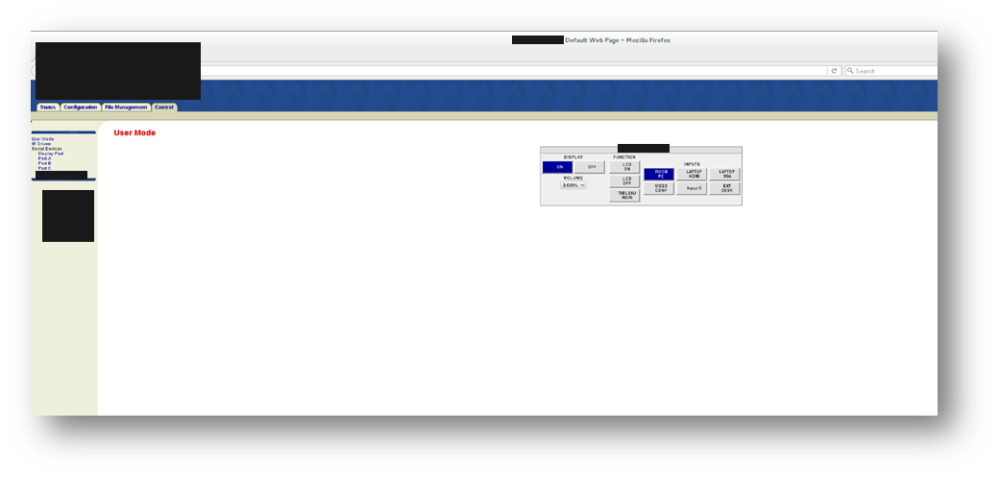 Default Web Page - Mozilla Firefox
Search
Status Configuration File Management Control
User Mode
IR Drivers
Serial Devices
Display Port
Port A
Port B
Port C
User Mode
DISPLAY FUNCTION INPUTS
ON OFF
VOLUME
100%
LCD
ON
LCD
OFF
TABLEAU
NOIR
ROOM
PC
LAPTOP
HDMI
LAPTOP
VGA
VIDEO
CONF
Input 5
EXT
DESK